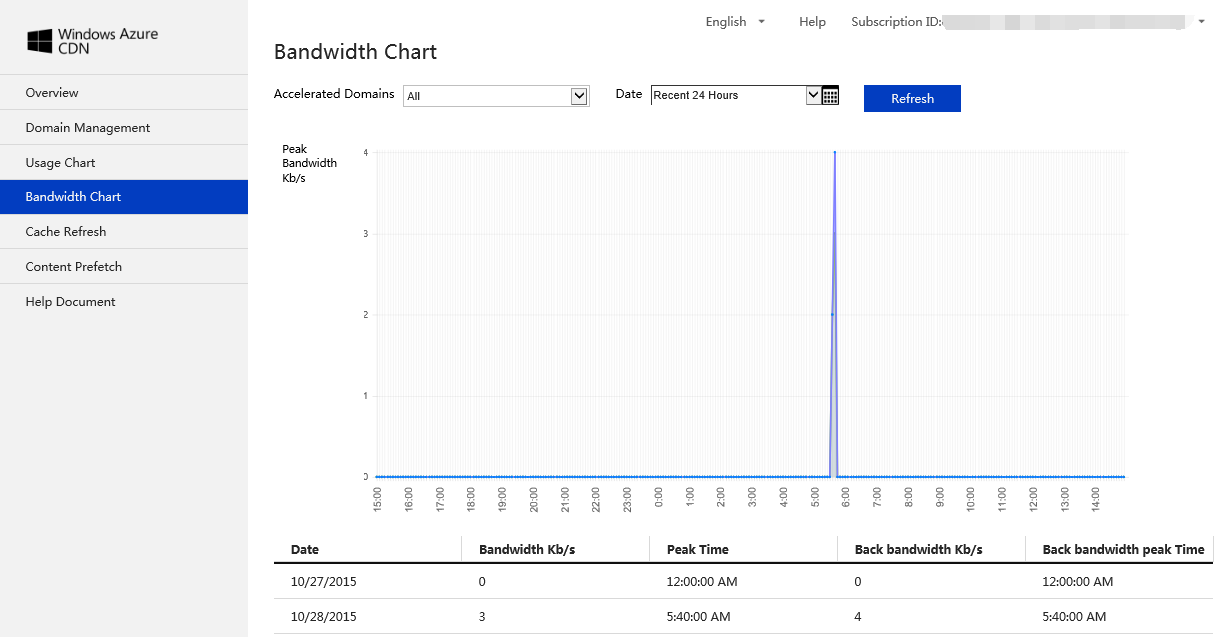 Windows Azure
CDN
Overview
Domain Management
Usage Chart
Bandwidth Chart
Cache Refresh
Content Prefetch
Help Document
English Help Subscription ID:
Bandwidth Chart
Accelerated Domains All Date Recent 24 Hours Refresh
Peak
Bandwidth
Kb/s
4
3
2
1
0
15:00 16:00 17:00 18:00 19:00 20:00 21:00 22:00 23:00 0:00 1:00 2:00 3:00 4:00 5:00 6:00 7:00 8:00 9:00 10:00 11:00 12:00 13:00 14:00
Date Bandwidth Kb/s Peak Time Back bandwidth Kb/s Back bandwidth peak Time
10/27/2015 0 12:00:00 AM 0 12:00:00 AM
10/28/2015 3 5:40:00 AM 4 5:40:00 AM